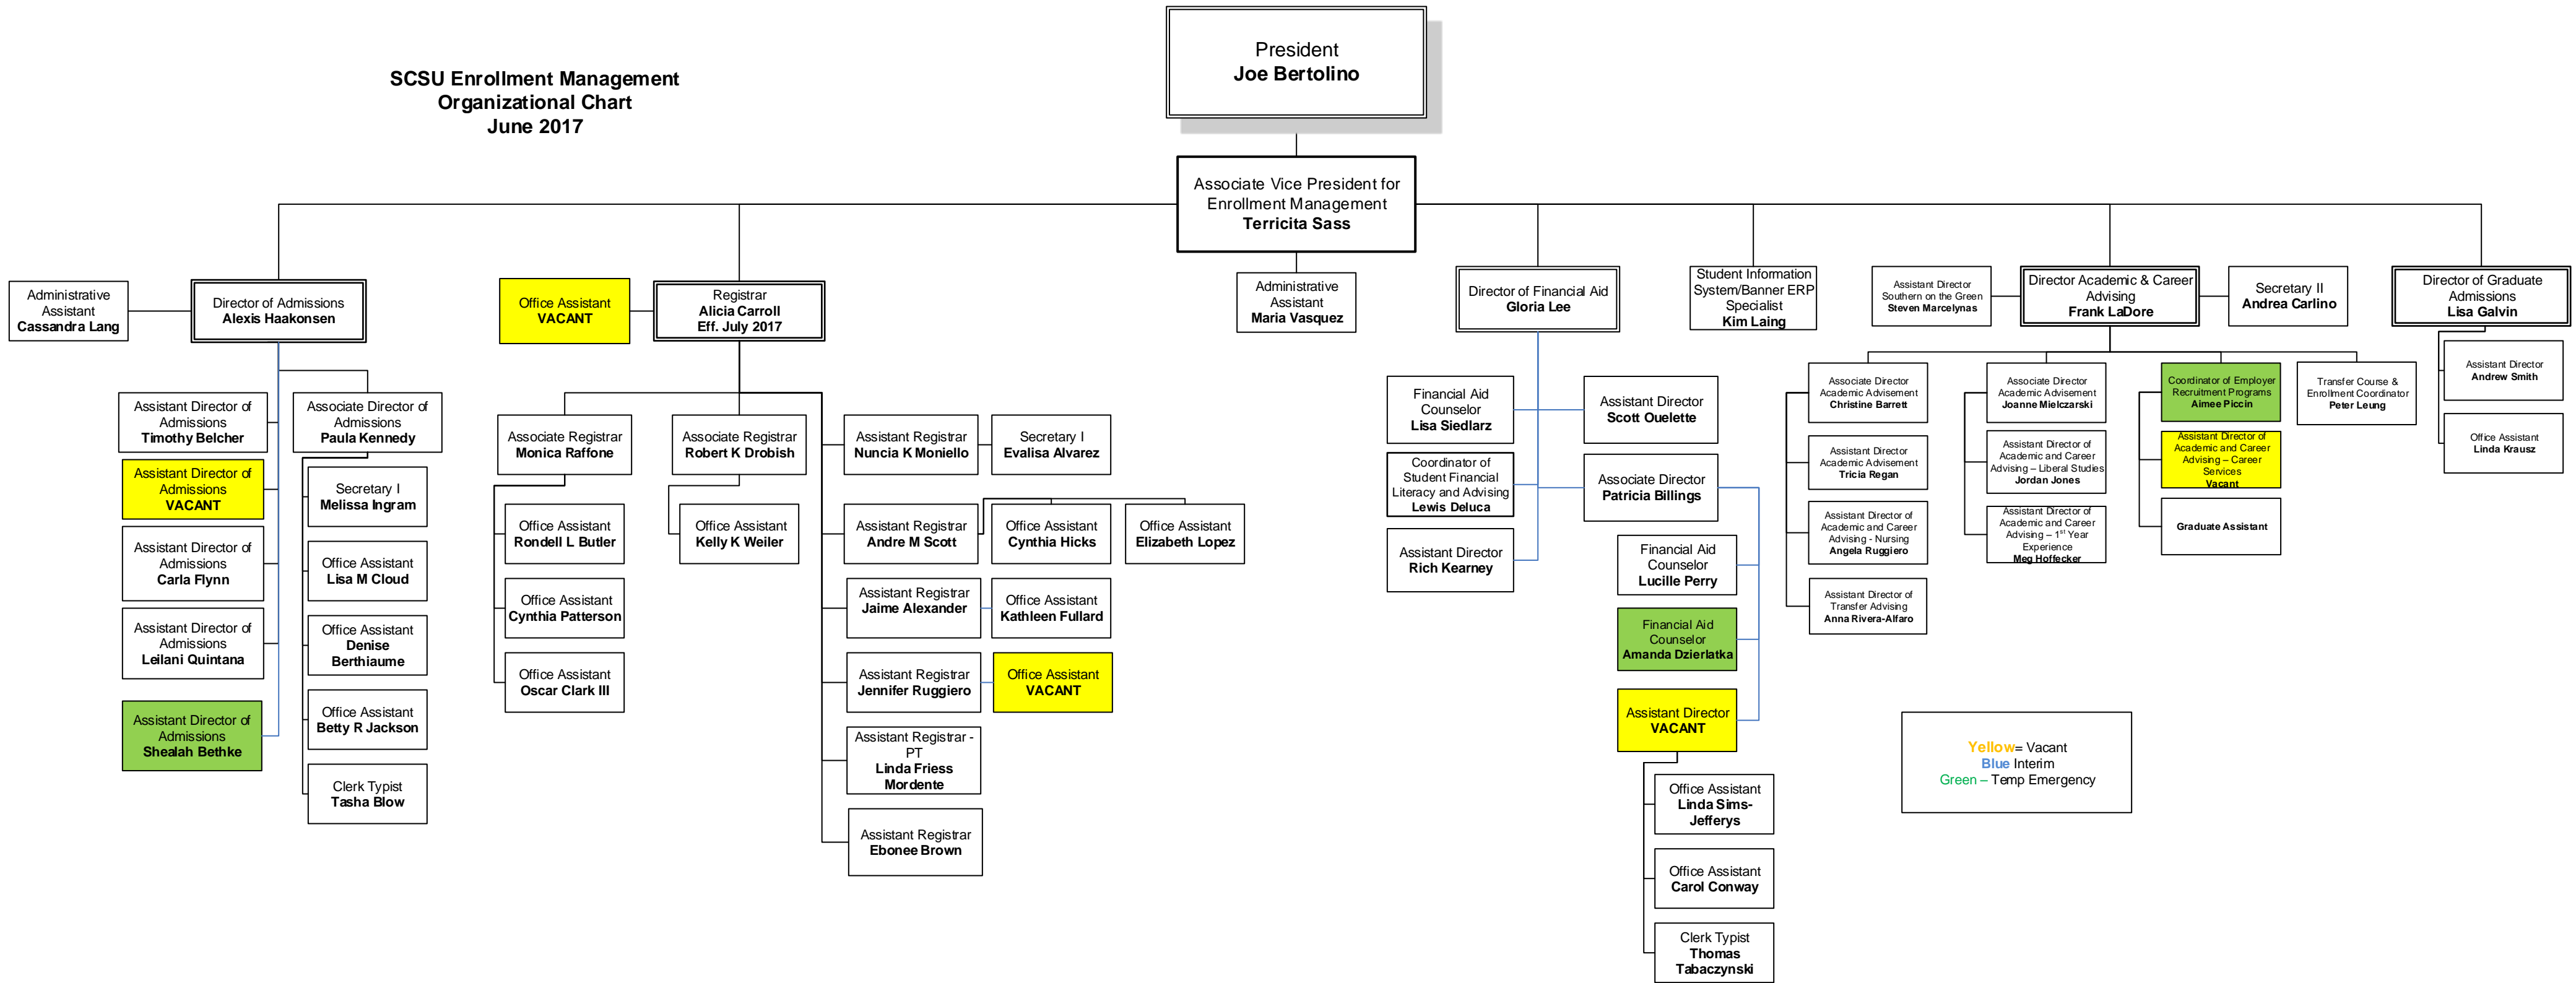 SCSU Enrollment Management
Organizational Chart
June 2017
President
Joe Bertolino
Associate Vice President for
Enrollment Management
Terricita Sass
Administrative
Assistant
Maria Vasquez
Administrative
Assistant
Cassandra Lang
Director of Admissions
Alexis Haakonsen
Assistant Director of
Admissions
Timothy Belcher
Assistant Director of
Admissions
VACANT
Assistant Director of
Admissions
Carla Flynn
Assistant Director of
Admissions
Leilani Quintana
Assistant Director of
Admissions
Shealah Bethke
Associate Director of
Admissions
Paula Kennedy
Secretary I
Melissa Ingram
Office Assistant
Lisa M Cloud
Office Assistant
Denise
Berthiaume
Office Assistant
Betty R Jackson
Clerk Typist
Tasha Blow
Office Assistant
VACANT
Registrar
Alicia Carroll
Eff. July 2017
Associate Registrar
Monica Raffone
Office Assistant
Rondell L Butler
Office Assistant
Cynthia Patterson
Office Assistant
Oscar Clark III
Associate Registrar
Robert K Drobish
Office Assistant
Kelly K Weiler
Assistant Registrar
Nuncia K Moniello
Secretary I
Evalisa Alvarez
Assistant Registrar
Andre M Scott
Office Assistant
Cynthia Hicks
Office Assistant
Elizabeth Lopez
Assistant Registrar
Jaime Alexander
Office Assistant
Kathleen Fullard
Assistant Registrar
Jennifer Ruggiero
Office Assistant
VACANT
Assistant Registrar -
PT
Linda Friess
Mordente
Assistant Registrar
Ebonee Brown
Director of Financial Aid
Gloria Lee
Financial Aid
Counselor
Lisa Siedlarz
Coordinator of
Student Financial
Literacy and Advising
Lewis Deluca
Assistant Director
Rich Kearney
Assistant Director
Scott Ouelette
Associate Director
Patricia Billings
Financial Aid
Counselor
Lucille Perry
Financial Aid
Counselor
Amanda Dzierlatka
Assistant Director
VACANT
Office Assistant
Linda Sims-
Jefferys
Office Assistant
Carol Conway
Clerk Typist
Thomas
Tabaczynski
Student Information
System/Banner ERP
Specialist
Kim Laing
Assistant Director
Southern on the Green
Steven Marcelynas
Director Academic & Career
Advising
Frank LaDore
Secretary II
Andrea Carlino
Associate Director
Academic Advisement
Christine Barrett
Assistant Director
Academic Advisement
Tricia Regan
Assistant Director of
Academic and Career
Advising - Nursing
Angela Ruggiero
Assistant Director of
Transfer Advising
Anna Rivera-Alfaro
Associate Director
Academic Advisement
Joanne Mielczarski
Assistant Director of
Academic and Career
Advising – Liberal Studies
Jordan Jones
Assistant Director of
Academic and Career
Advising – 1st Year
Experience
Meg Hoffecker
Coordinator of Employer
Recruitment Programs
Aimee Piccin
Assistant Director of
Academic and Career
Advising – Career
Services
Vacant
Graduate Assistant
Transfer Course &
Enrollment Coordinator
Peter Leung
Director of Graduate
Admissions
Lisa Galvin
Assistant Director
Andrew Smith
Office Assistant
Linda Krausz
Yellow= Vacant
Blue Interim
Green – Temp Emergency